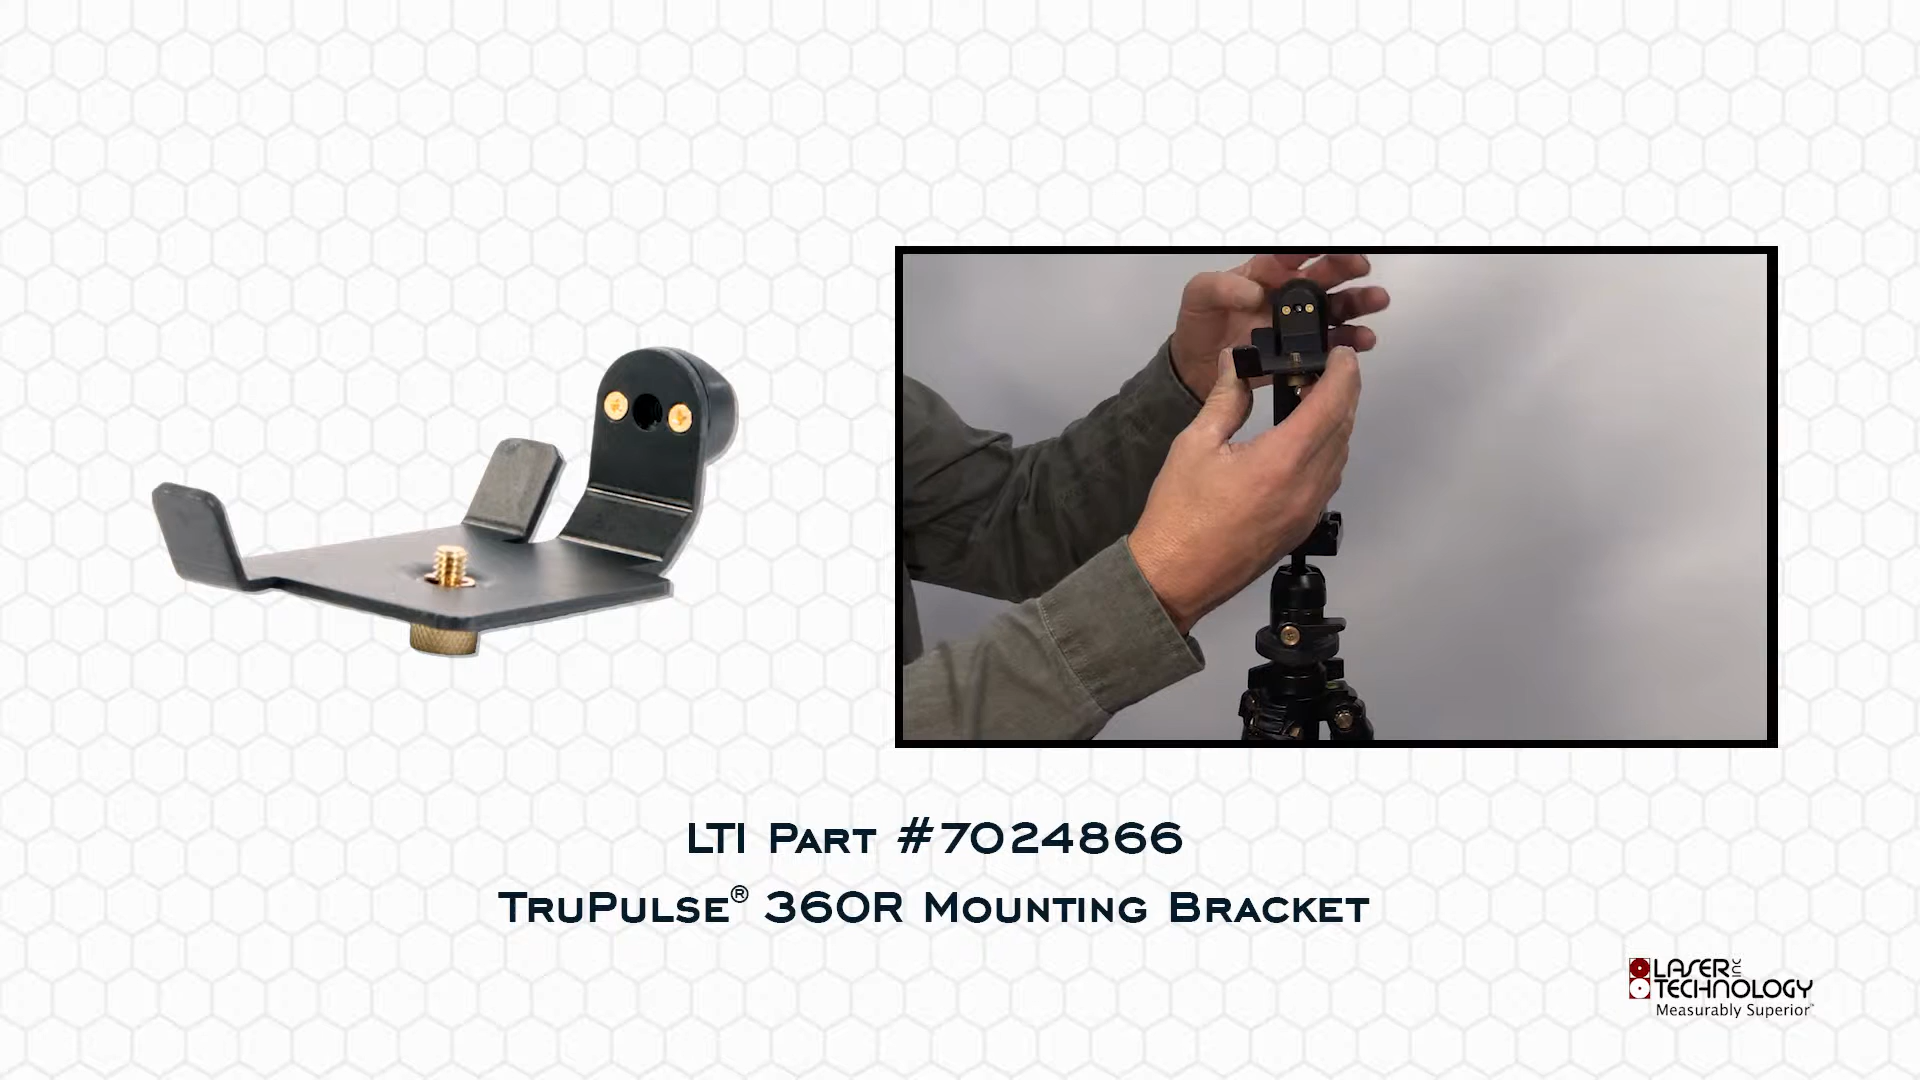 LTI Part #7024866
TruPulse® 360R Mounting Bracket
LASER INC
TECHNOLOGY
Measurably Superior™